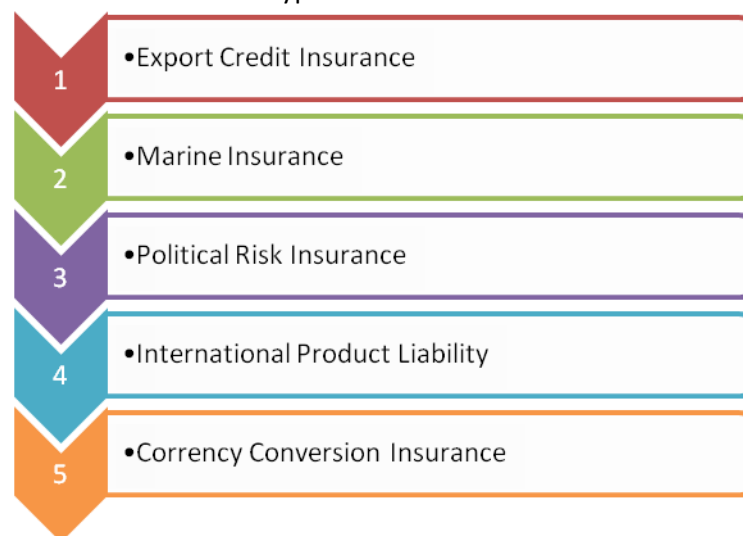 1
•Export Credit Insurance
2
•Marine Insurance
3
•Political Risk Insurance
4
•International Product Liability
5
•Corrency Conversion Insurance